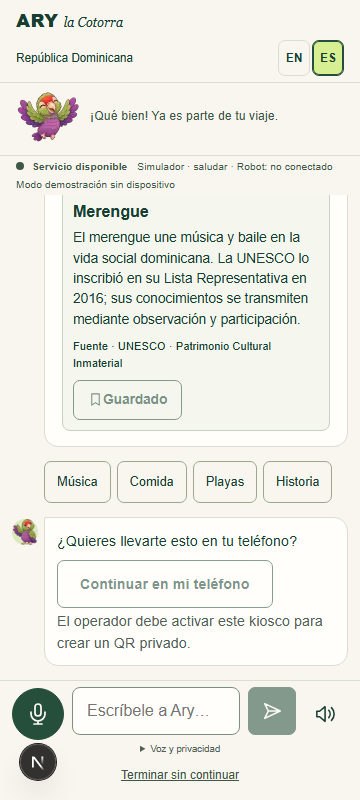 ARY la Cotorra
República Dominicana
EN
ES
¡Qué bien! Ya es parte de tu viaje.
Servicio disponible Simulador · saludar · Robot: no conectado
Modo demostración sin dispositivo
Merengue
El merengue une música y baile en la
vida social dominicana. La UNESCO lo
inscribió en su Lista Representativa en
2016; sus conocimientos se transmiten
mediante observación y participación.
Fuente · UNESCO · Patrimonio Cultural
Inmaterial
Guardado
Música
Comida
Playas
Historia
¿Quieres llevarte esto en tu teléfono?
Continuar en mi teléfono
El operador debe activar este kiosco para
crear un QR privado.
Escríbele a Ary...
Voz y privacidad
N
Terminar sin continuar